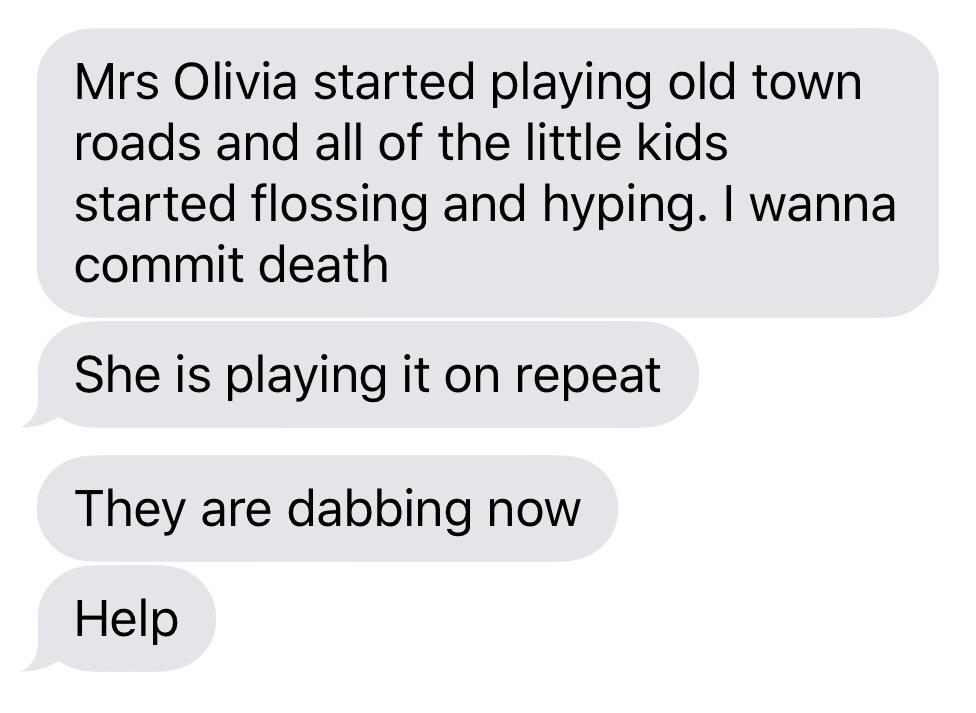 Mrs Olivia started playing old town
roads and all of the little kids
started flossing and hyping. I wanna
commit death
She is playing it on repeat
They are dabbing now
Help